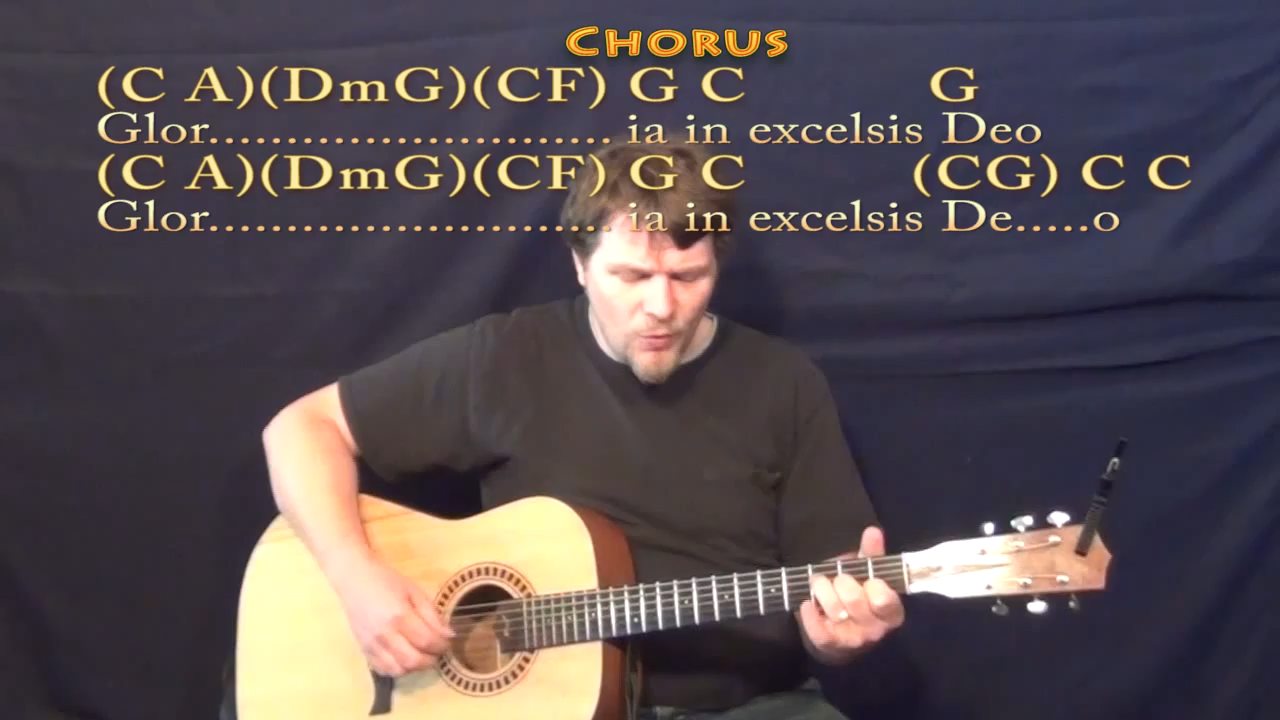 CHORUS
(C A)(DmG)(CF) G C G
Glor.......................... ia in excelsis Deo
(C A)(DmG)(CF) G C (CG) C C
Glor.......................... ia in excelsis De.....o